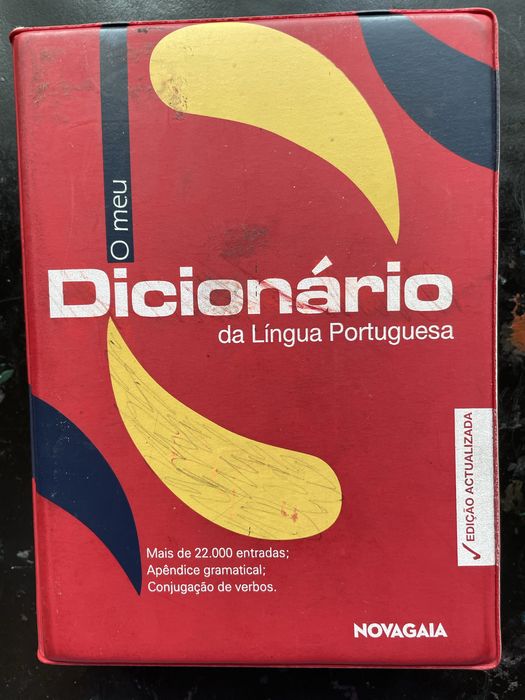 O meu
Dicionário
da Língua Portuguesa
EDIÇÃO ACTUALIZADA
Mais de 22.000 entradas;
Apêndice gramatical;
Conjugação de verbos.
NOVAGAIA